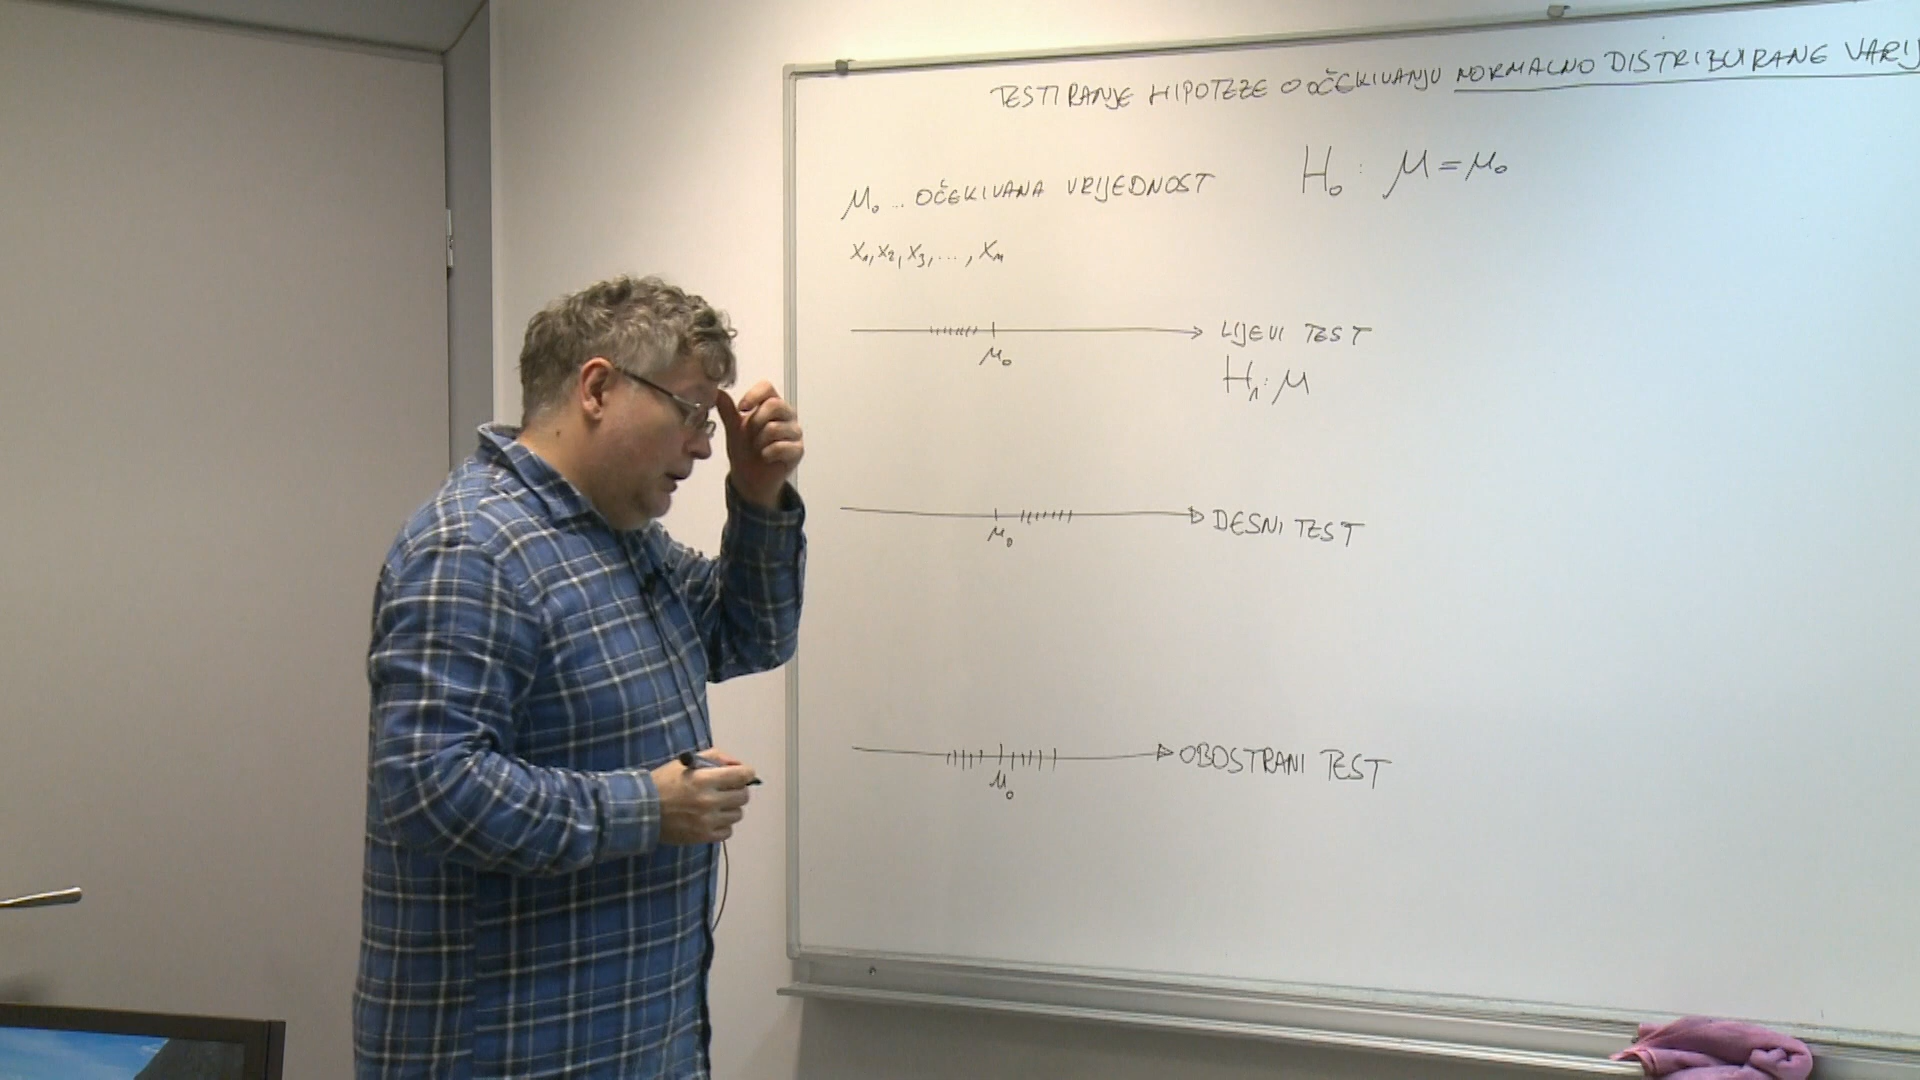 TESTIRANJE HIPOTEZE O OČEKIVANJU NORMALNO DISTRIBUIRANE VARIJ
μ₀ .. OČEKIVANA VRIJEDNOST
H₀: μ = μ₀
x₁, x₂, x₃, ..., xₙ
LIJEVI TEST
μ₀
H₁: μ
DESNI TEST
μ₀
OBOSTRANI TEST
μ₀